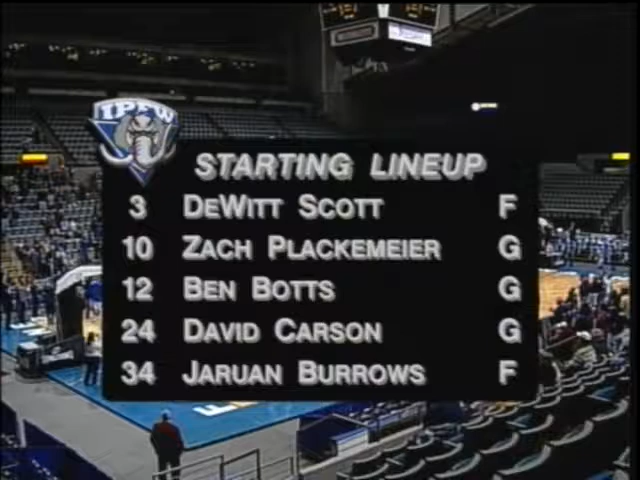 IPFW
STARTING LINEUP
3 DEWITT SCOTT F
10 ZACH PLACKEMEIER G
12 BEN BOTTS G
24 DAVID CARSON G
34 JARUAN BURROWS F